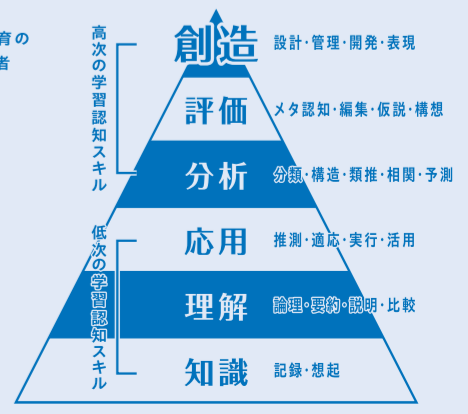 育の
者
高次の学習認知スキル
創造
設計・管理・開発・表現
評価
メタ認知・編集・仮説・構想
分析
分類・構造・類推・相関・予測
低次の学習認知スキル
応用
推測・適応・実行・活用
理解
論理・要約・説明・比較
知識
記録・想起